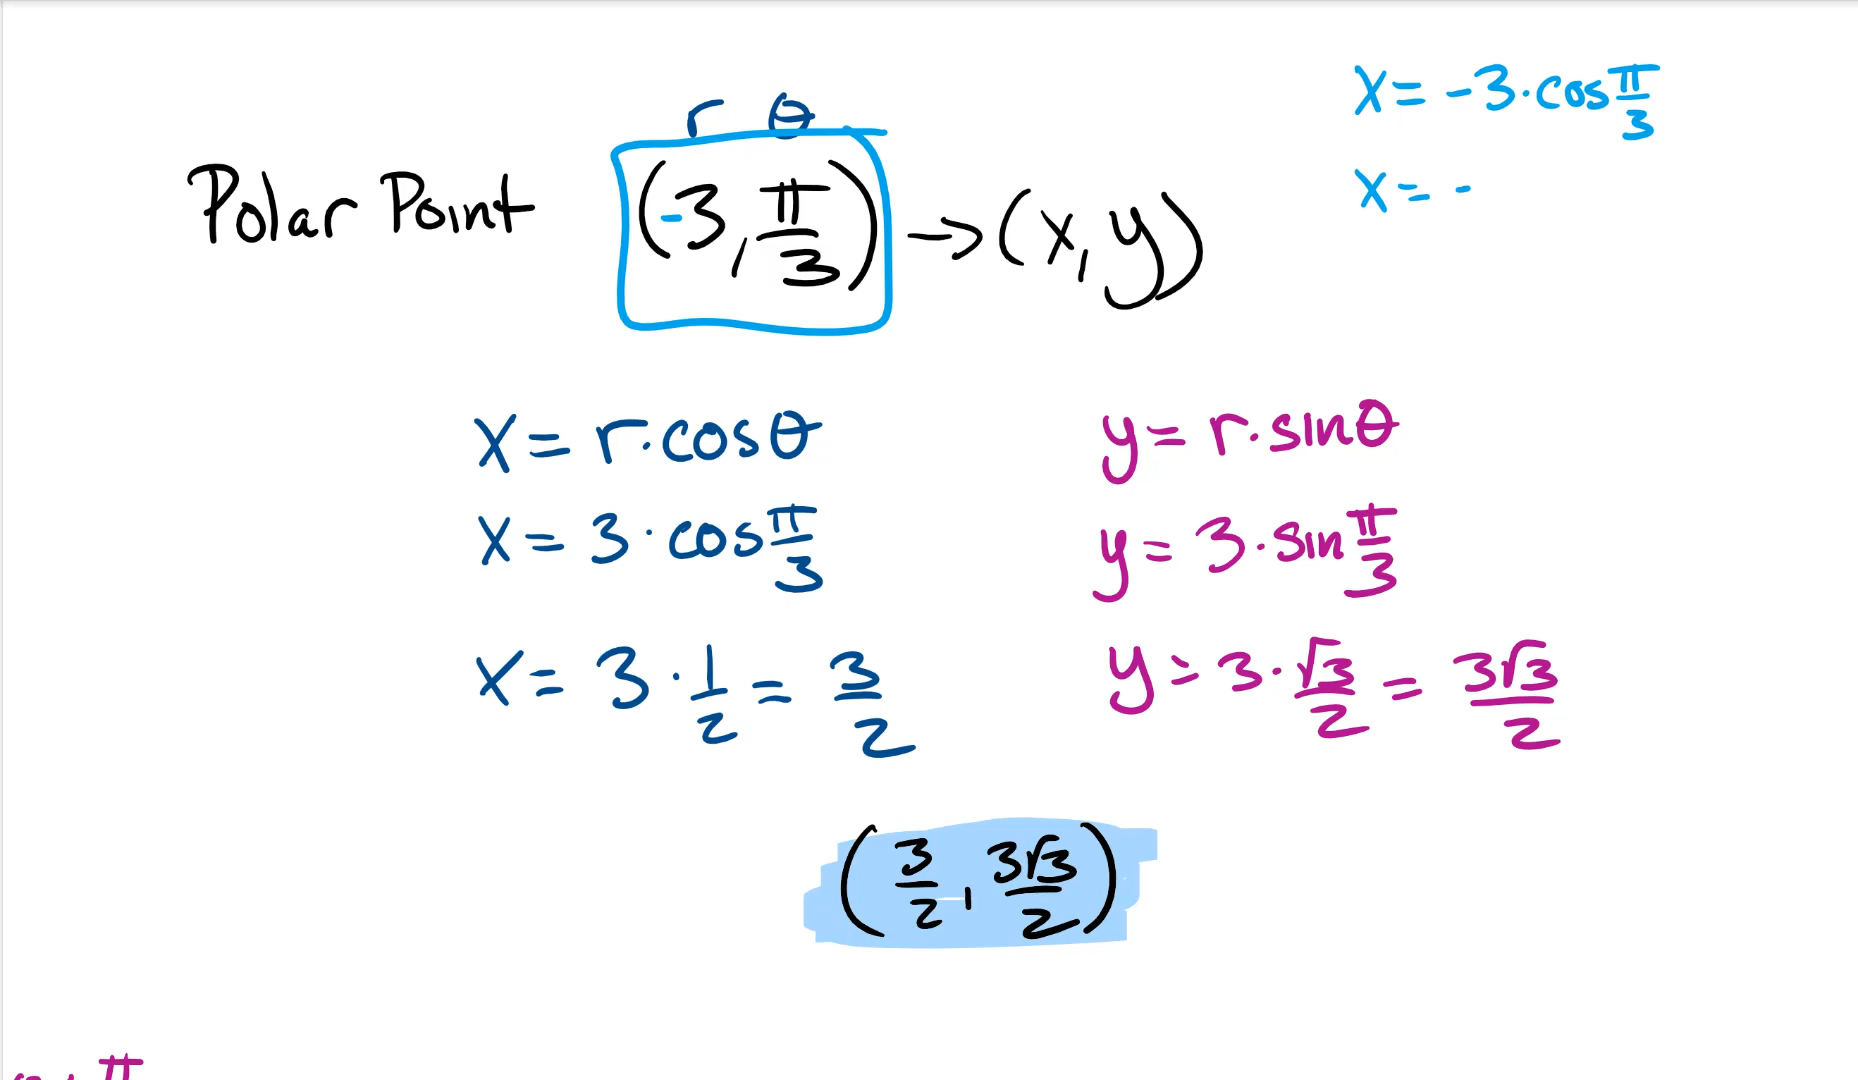 x = -3·cos π/3
r θ
Polar Point (-3, π/3) → (x, y)
x = -
x = r·cosθ
y = r·sinθ
x = 3·cos π/3
y = 3·sin π/3
x = 3·1/2 = 3/2
y = 3·√3/2 = 3√3/2
(3/2, 3√3/2)
π